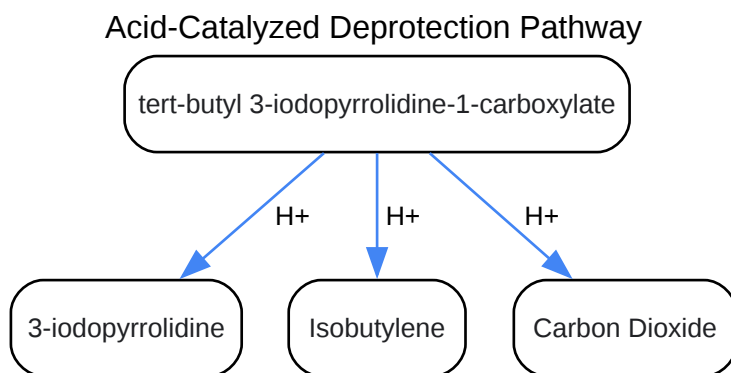 Acid-Catalyzed Deprotection Pathway
tert-butyl 3-iodopyrrolidine-1-carboxylate
H+
H+
H+
3-iodopyrrolidine
Isobutylene
Carbon Dioxide